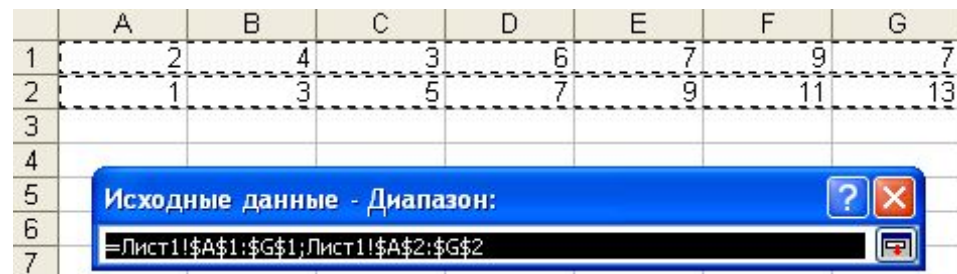 A B C D E F G
1 2 4 3 6 7 9 7
2 1 3 5 7 9 11 13
3
4
5 Исходные данные - Диапазон: ?
6 =Лист1!$A$1:$G$1;Лист1!$A$2:$G$2
7